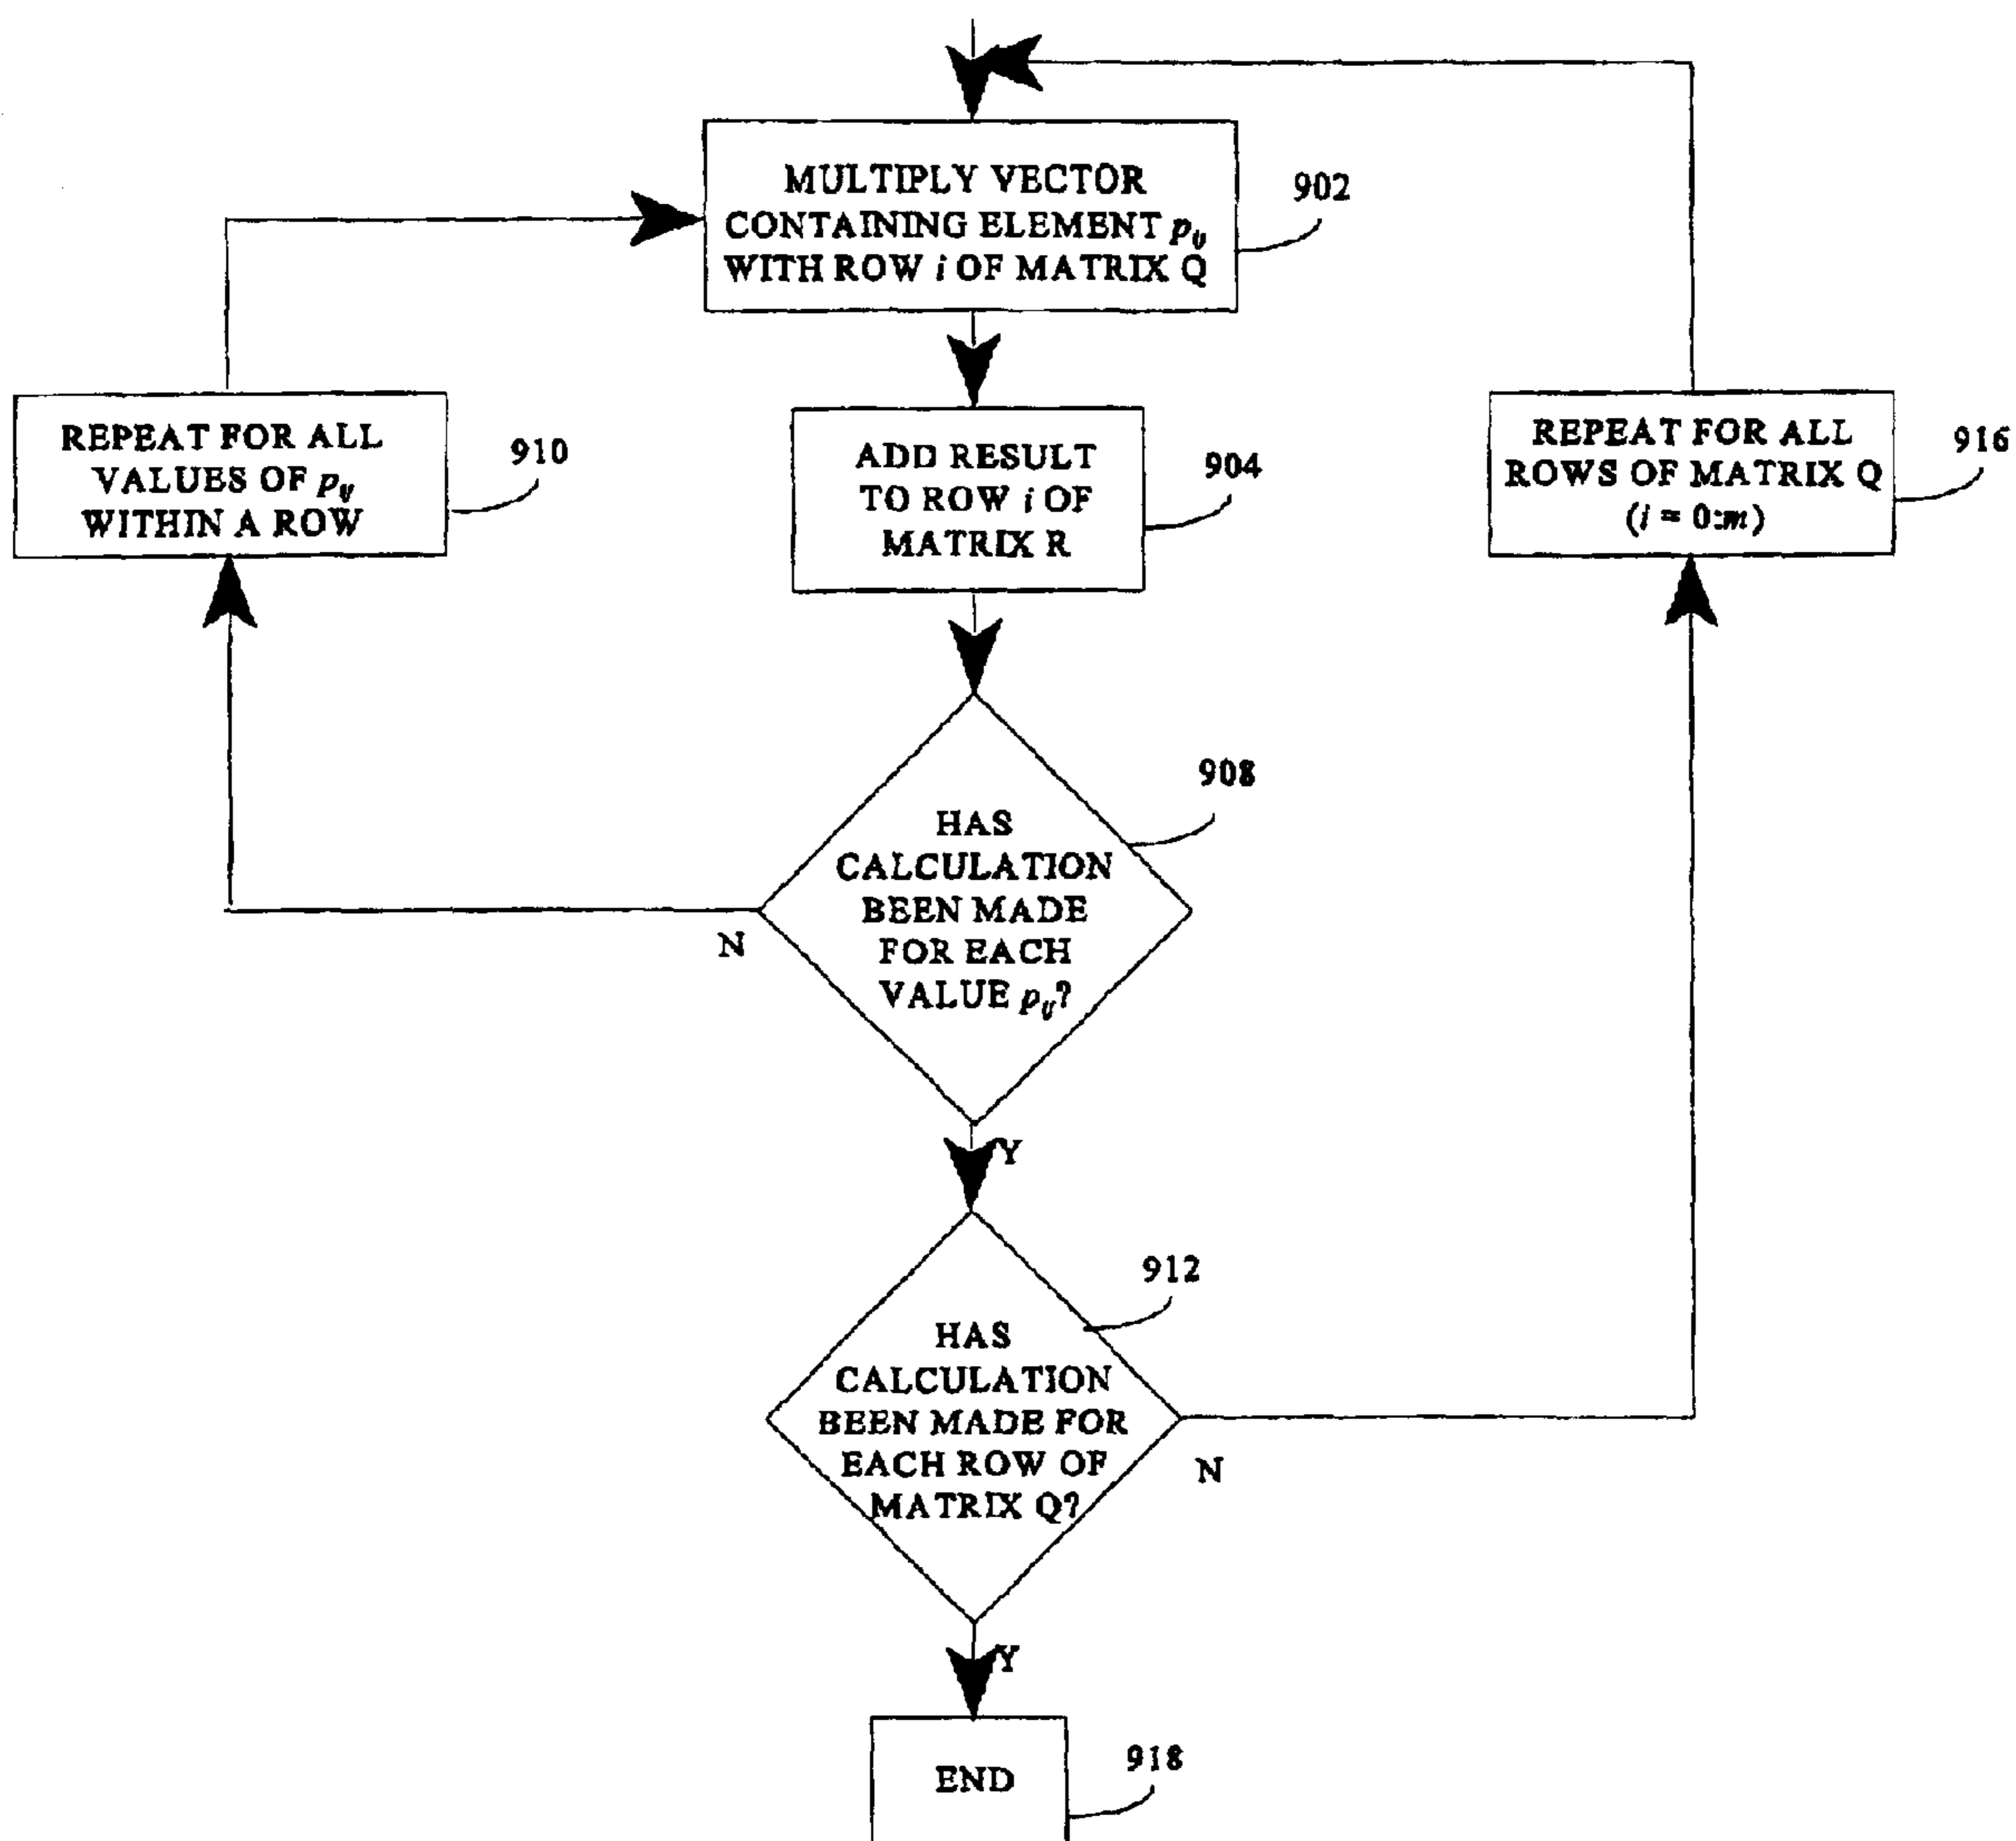 MULTIPLY VECTOR
CONTAINING ELEMENT pij
WITH ROW i OF MATRIX Q
902
REPEAT FOR ALL
VALUES OF pij
WITHIN A ROW
910
ADD RESULT
TO ROW i OF
MATRIX R
904
REPEAT FOR ALL
ROWS OF MATRIX Q
(i = 0:m)
916
HAS
CALCULATION
BEEN MADE
FOR EACH
VALUE pij?
908
N
Y
HAS
CALCULATION
BEEN MADE FOR
EACH ROW OF
MATRIX Q?
912
N
Y
END
918